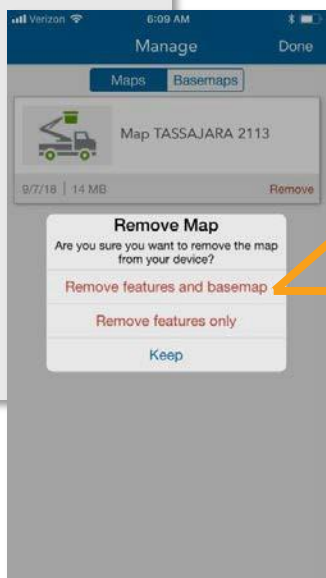 Verizon 6:09 AM
Manage Done
Maps Basemaps
Map TASSAJARA 2113
9/7/18 | 14 MB Remove
Remove Map
Are you sure you want to remove the map
from your device?
Remove features and basemap
Remove features only
Keep